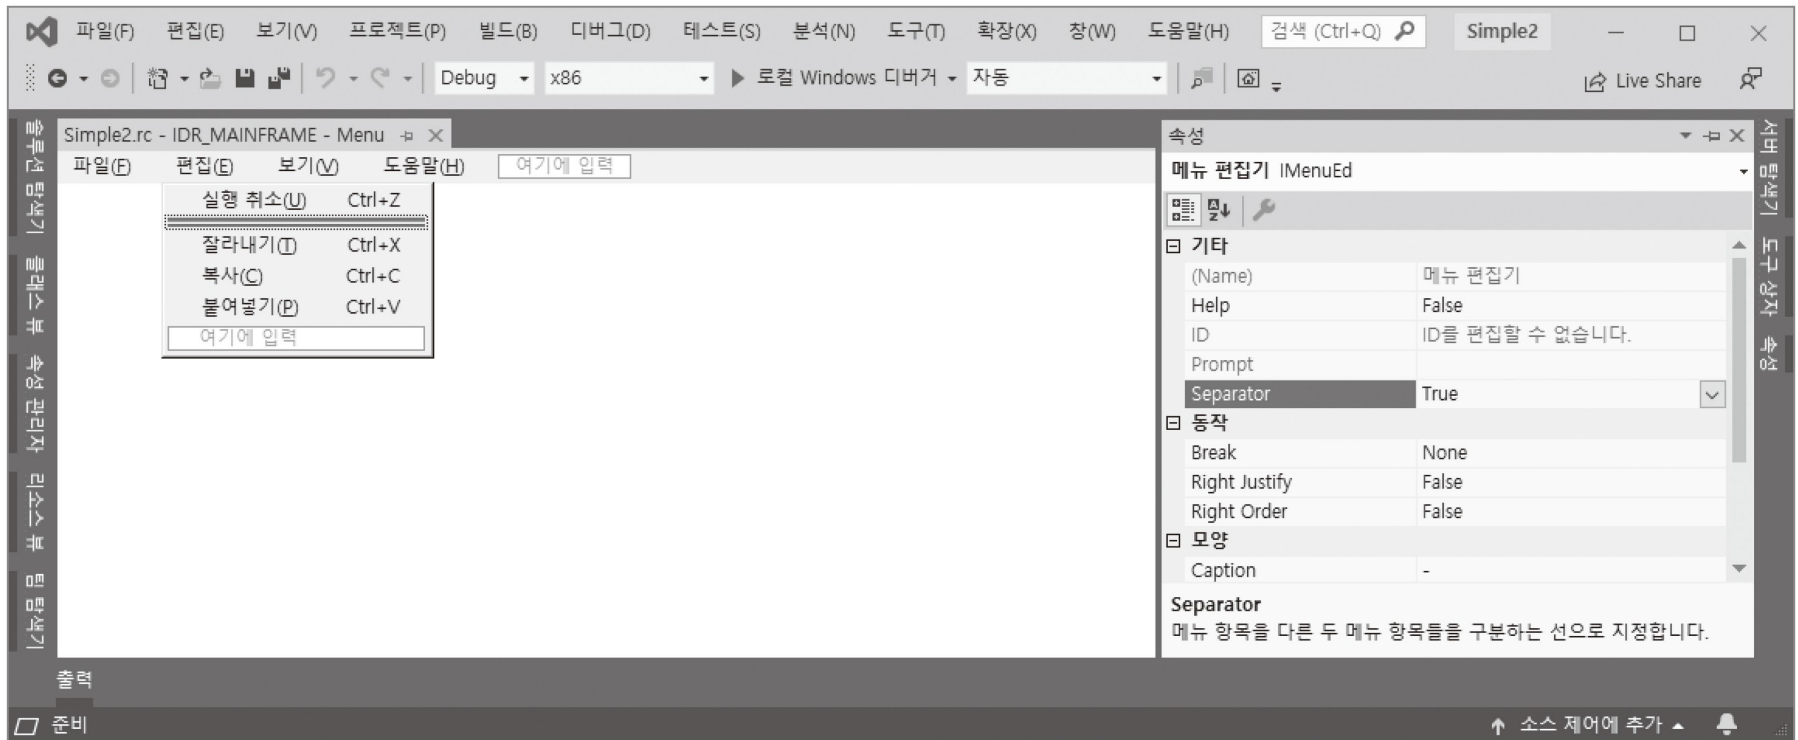 파일(F) 편집(E) 보기(V) 프로젝트(P) 빌드(B) 디버그(D) 테스트(S) 분석(N) 도구(T) 확장(X) 창(W) 도움말(H) 검색 (Ctrl+Q) Simple2
Debug x86 로컬 Windows 디버거 자동 Live Share
솔루션 탐색기
클래스 뷰
속성 관리자
리소스 뷰
팀 탐색기
Simple2.rc - IDR_MAINFRAME - Menu
파일(F) 편집(E) 보기(V) 도움말(H) 여기에 입력
실행 취소(U) Ctrl+Z
잘라내기(T) Ctrl+X
복사(C) Ctrl+C
붙여넣기(P) Ctrl+V
여기에 입력
속성
메뉴 편집기 IMenuEd
기타
(Name) 메뉴 편집기
Help False
ID ID를 편집할 수 없습니다.
Prompt
Separator True
동작
Break None
Right Justify False
Right Order False
모양
Caption -
Separator
메뉴 항목을 다른 두 메뉴 항목들을 구분하는 선으로 지정합니다.
서버 탐색기
도구 상자
속성
출력
준비 소스 제어에 추가